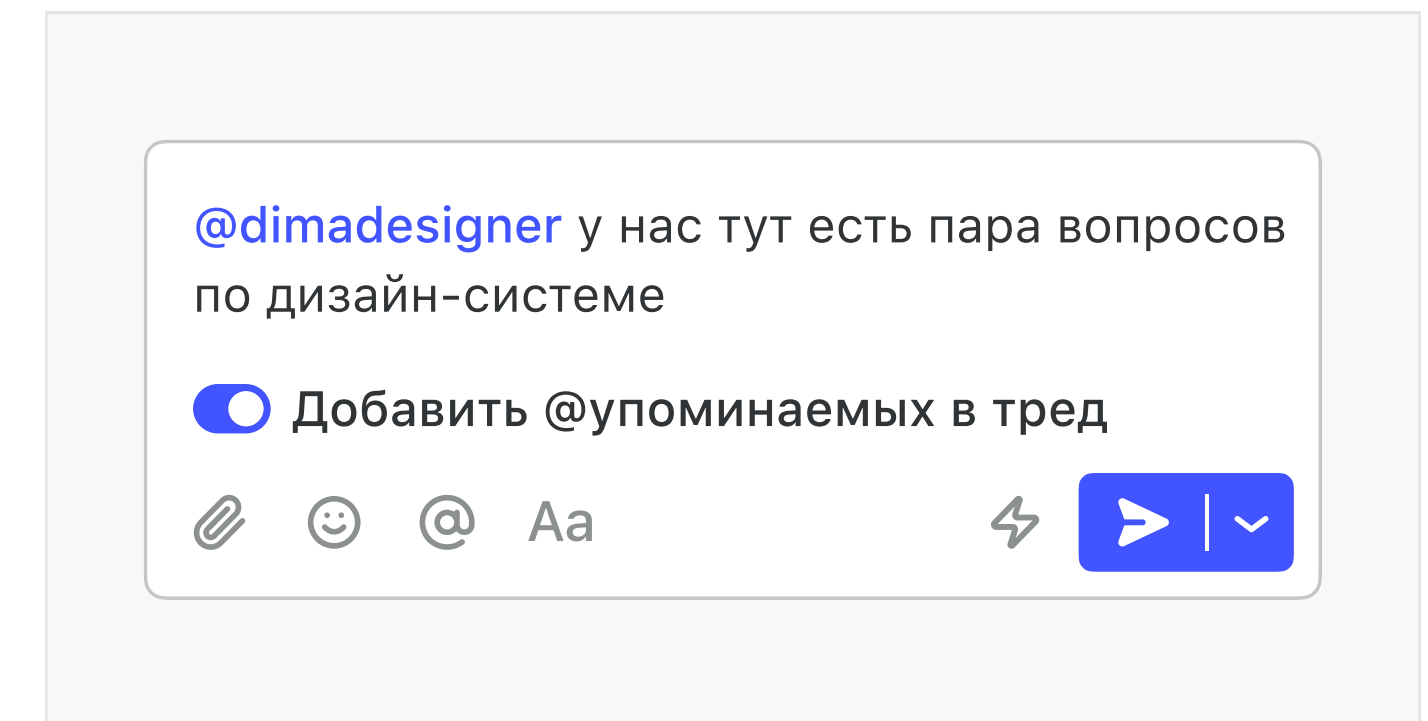 @dimadesigner у нас тут есть пара вопросов
по дизайн-системе
Добавить @упоминаемых в тред
Aa